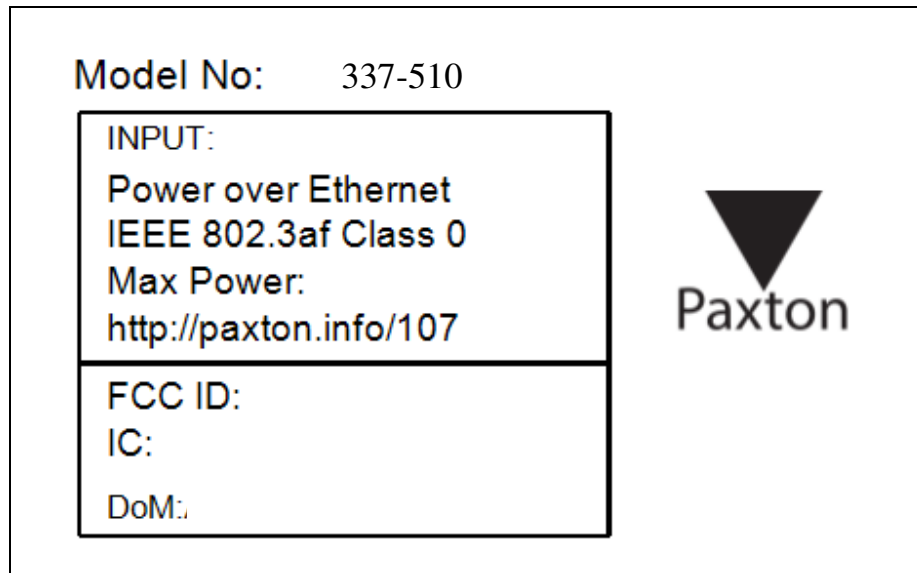 Model No: 337-510
INPUT:
Power over Ethernet
IEEE 802.3af Class 0
Max Power:
http://paxton.info/107
FCC ID:
IC:
DoM:
Paxton